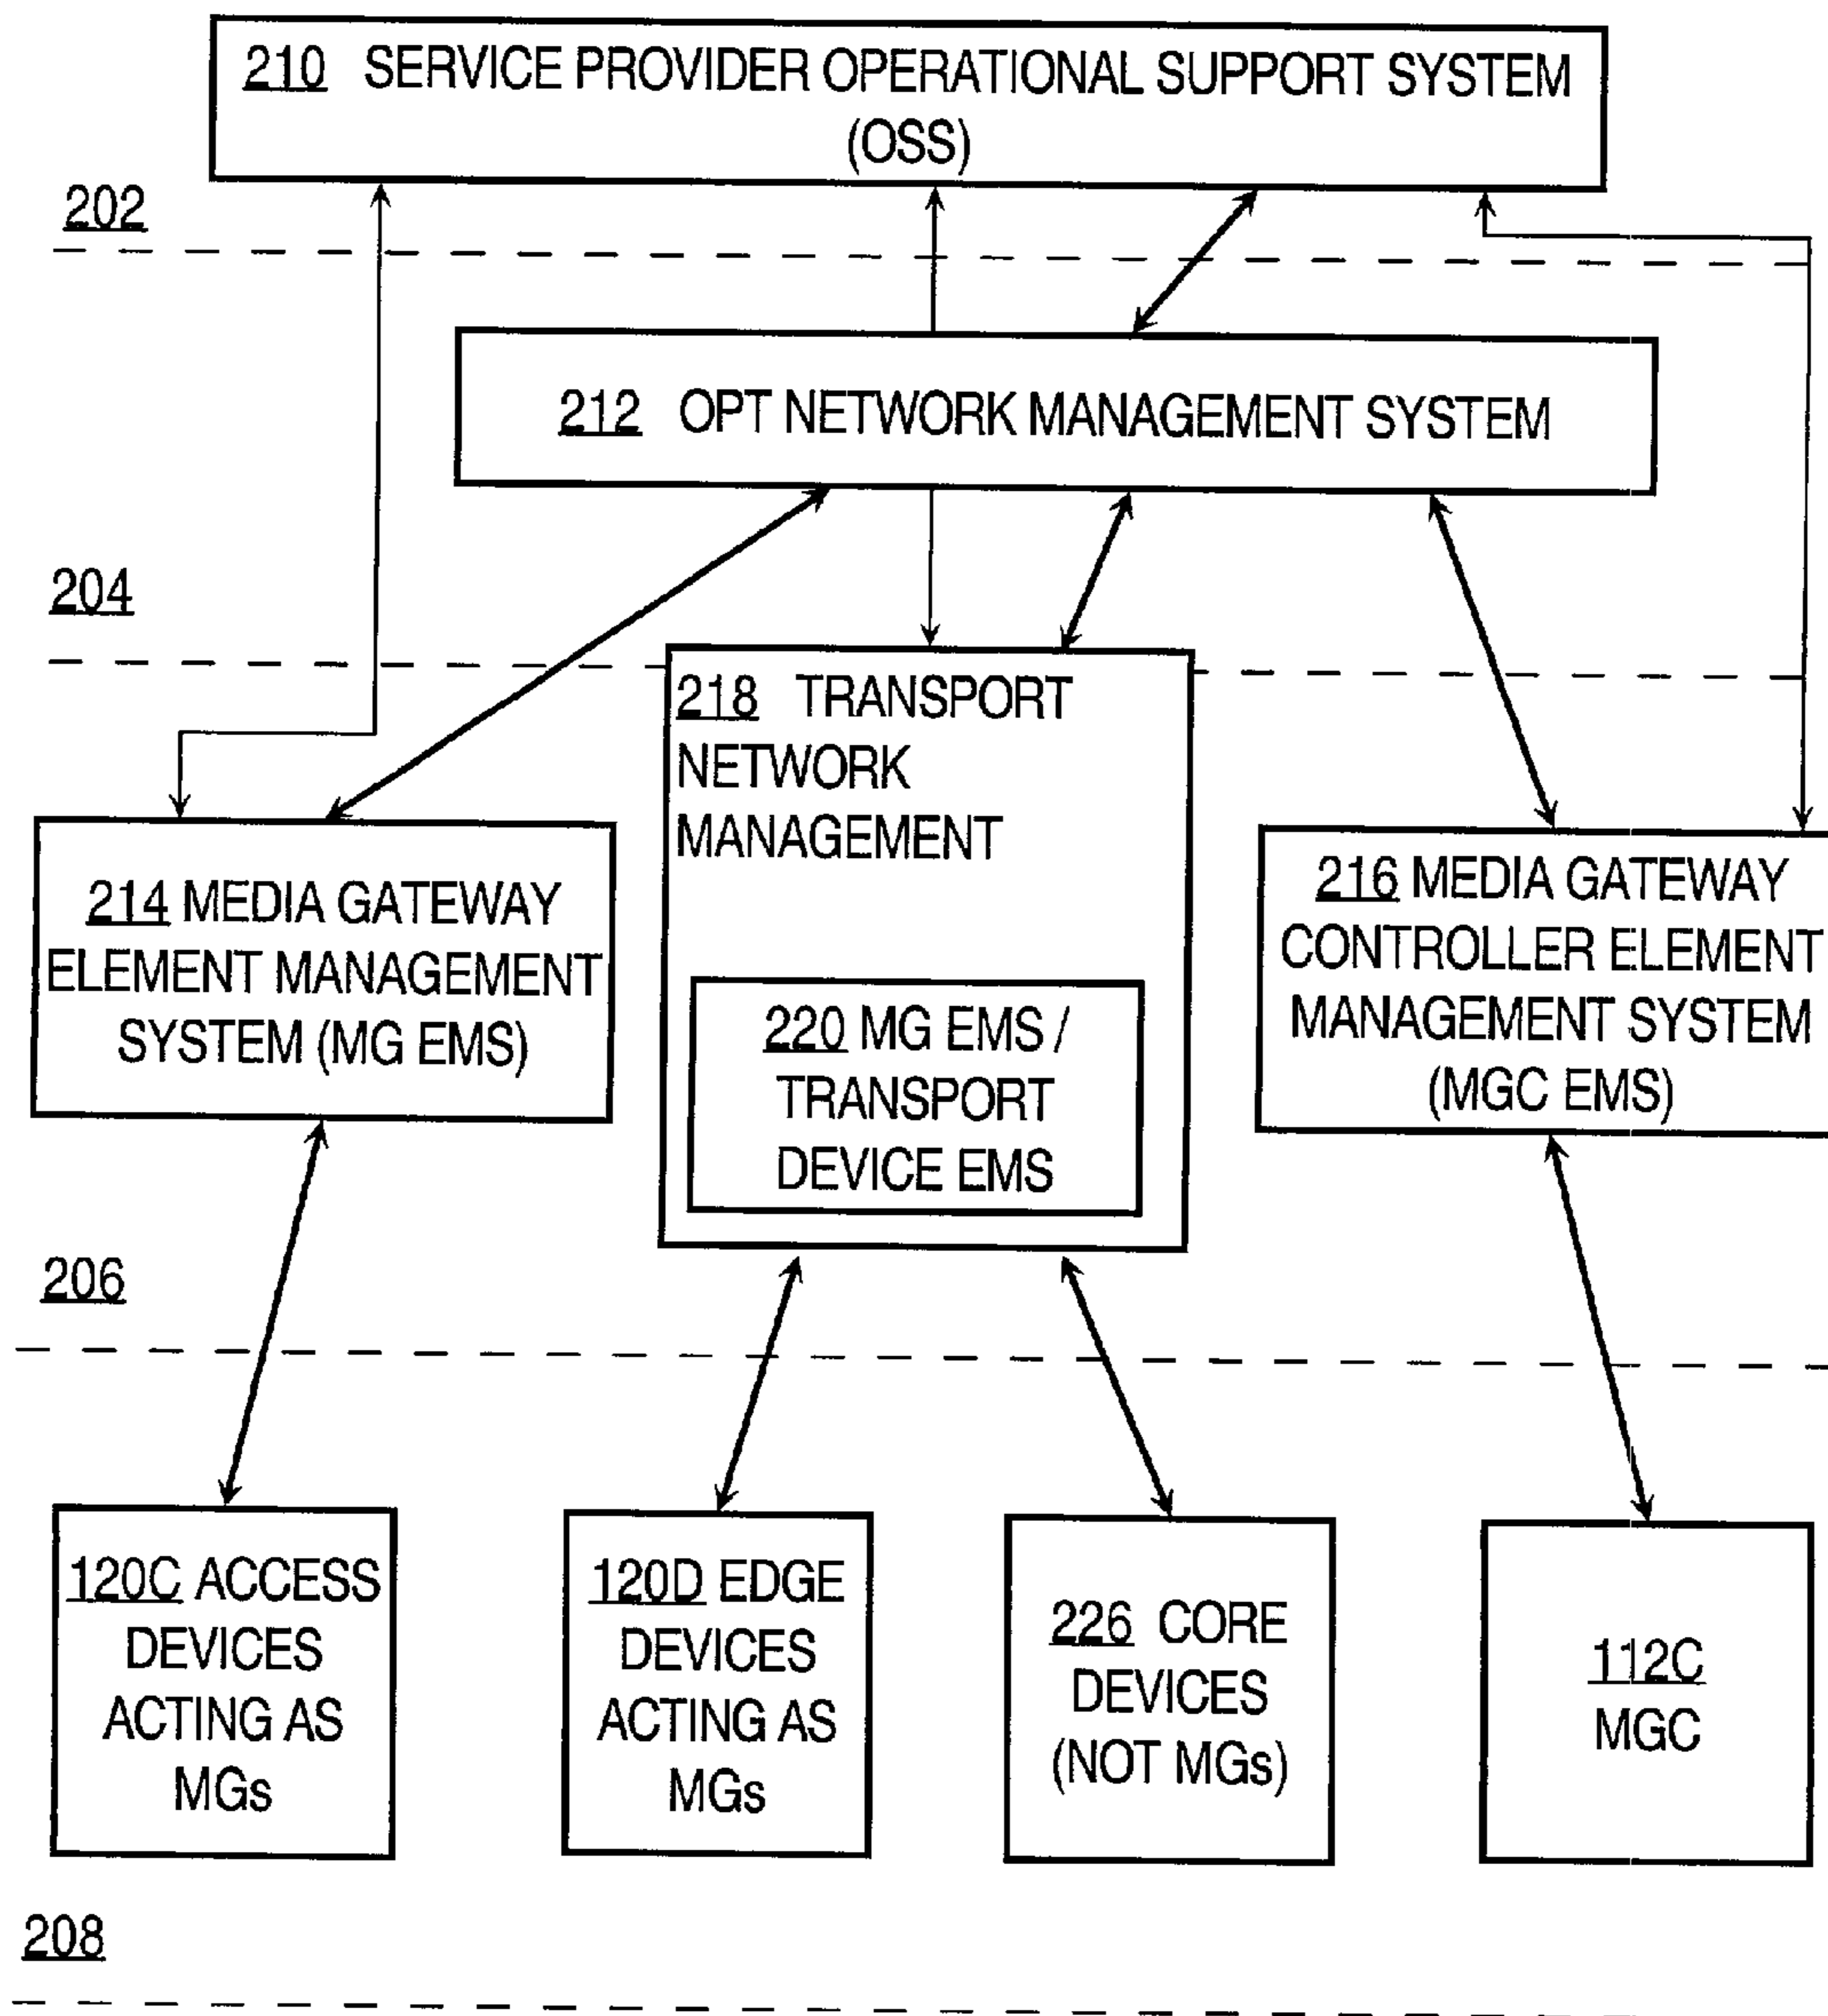 210 SERVICE PROVIDER OPERATIONAL SUPPORT SYSTEM
(OSS)
202
212 OPT NETWORK MANAGEMENT SYSTEM
204
218 TRANSPORT
NETWORK
MANAGEMENT
214 MEDIA GATEWAY
ELEMENT MANAGEMENT
SYSTEM (MG EMS)
220 MG EMS /
TRANSPORT
DEVICE EMS
216 MEDIA GATEWAY
CONTROLLER ELEMENT
MANAGEMENT SYSTEM
(MGC EMS)
206
120C ACCESS
DEVICES
ACTING AS
MGs
120D EDGE
DEVICES
ACTING AS
MGs
226 CORE
DEVICES
(NOT MGs)
112C
MGC
208